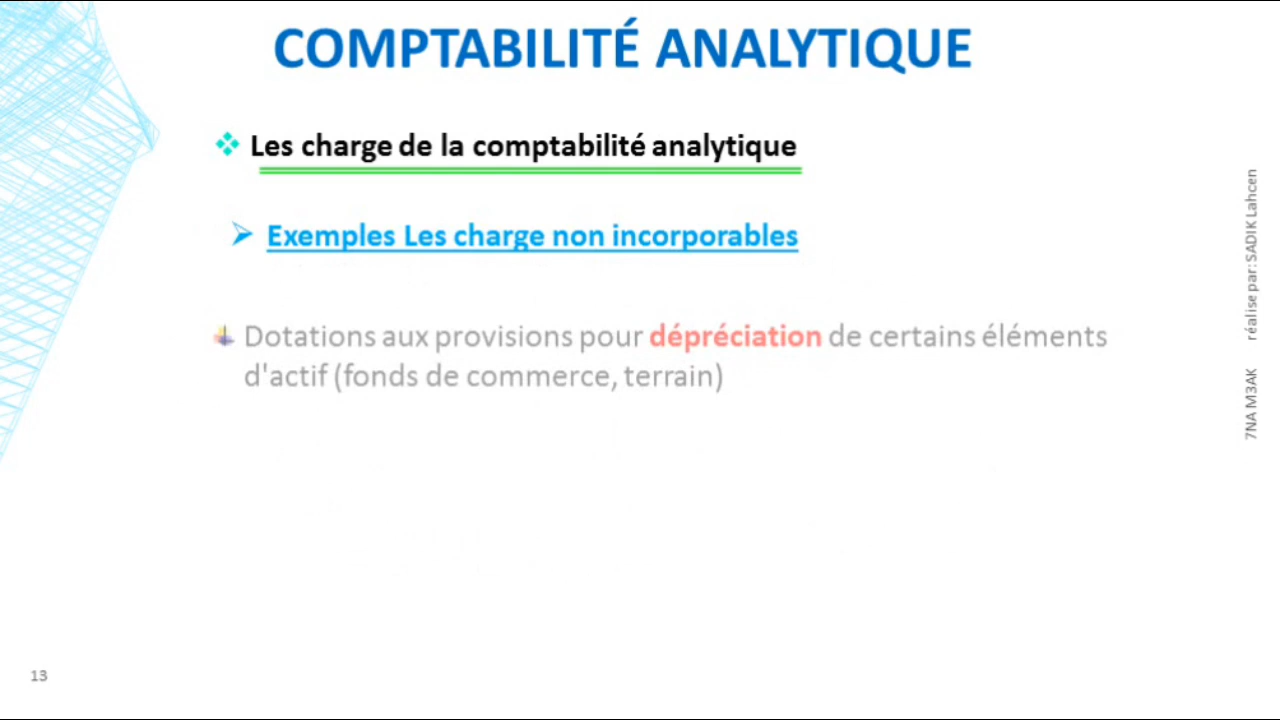 COMPTABILITÉ ANALYTIQUE
Les charge de la comptabilité analytique
Exemples Les charge non incorporables
Dotations aux provisions pour dépréciation de certains éléments
d'actif (fonds de commerce, terrain)
7NA M3AK réalise par: SADIK Lahcen
13